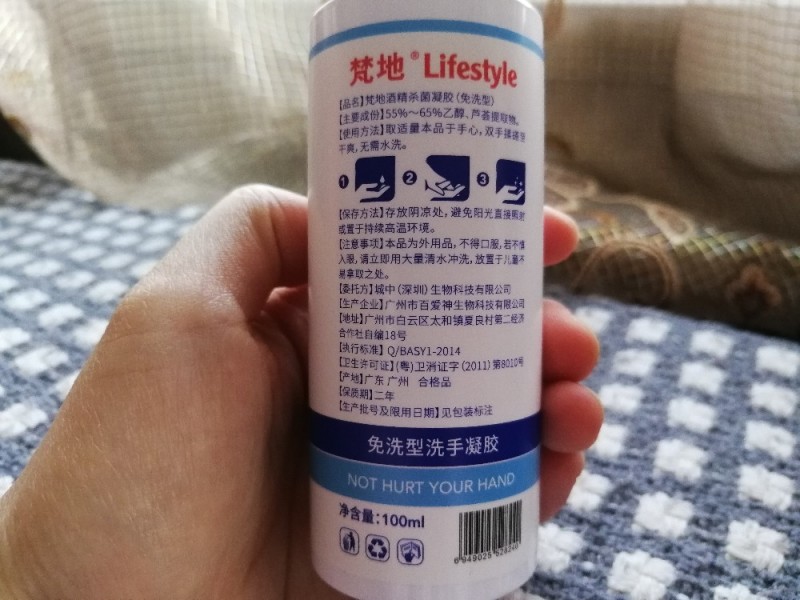 梵地® Lifestyle
【品名】梵地酒精杀菌凝胶（免洗型）
【主要成份】55%～65%乙醇、芦荟提取物。
【使用方法】取适量本品于手心，双手揉搓至
干爽，无需水洗。
1 2 3
【保存方法】存放阴凉处，避免阳光直接照射
或置于持续高温环境。
【注意事项】本品为外用品，不得口服，若不慎
入眼，请立即用大量清水冲洗，放置于儿童不
易拿取之处。
【委托方】城中（深圳）生物科技有限公司
【生产企业】广州市百爱神生物科技有限公司
【地址】广州市白云区太和镇夏良村第二经济
合作社自编18号
【执行标准】Q/BASY1-2014
【卫生许可证】（粤）卫消证字（2011）第8010号
【产地】广东 广州 合格品
【保质期】二年
【生产批号及限用日期】见包装标注
免洗型洗手凝胶
NOT HURT YOUR HAND
净含量：100ml